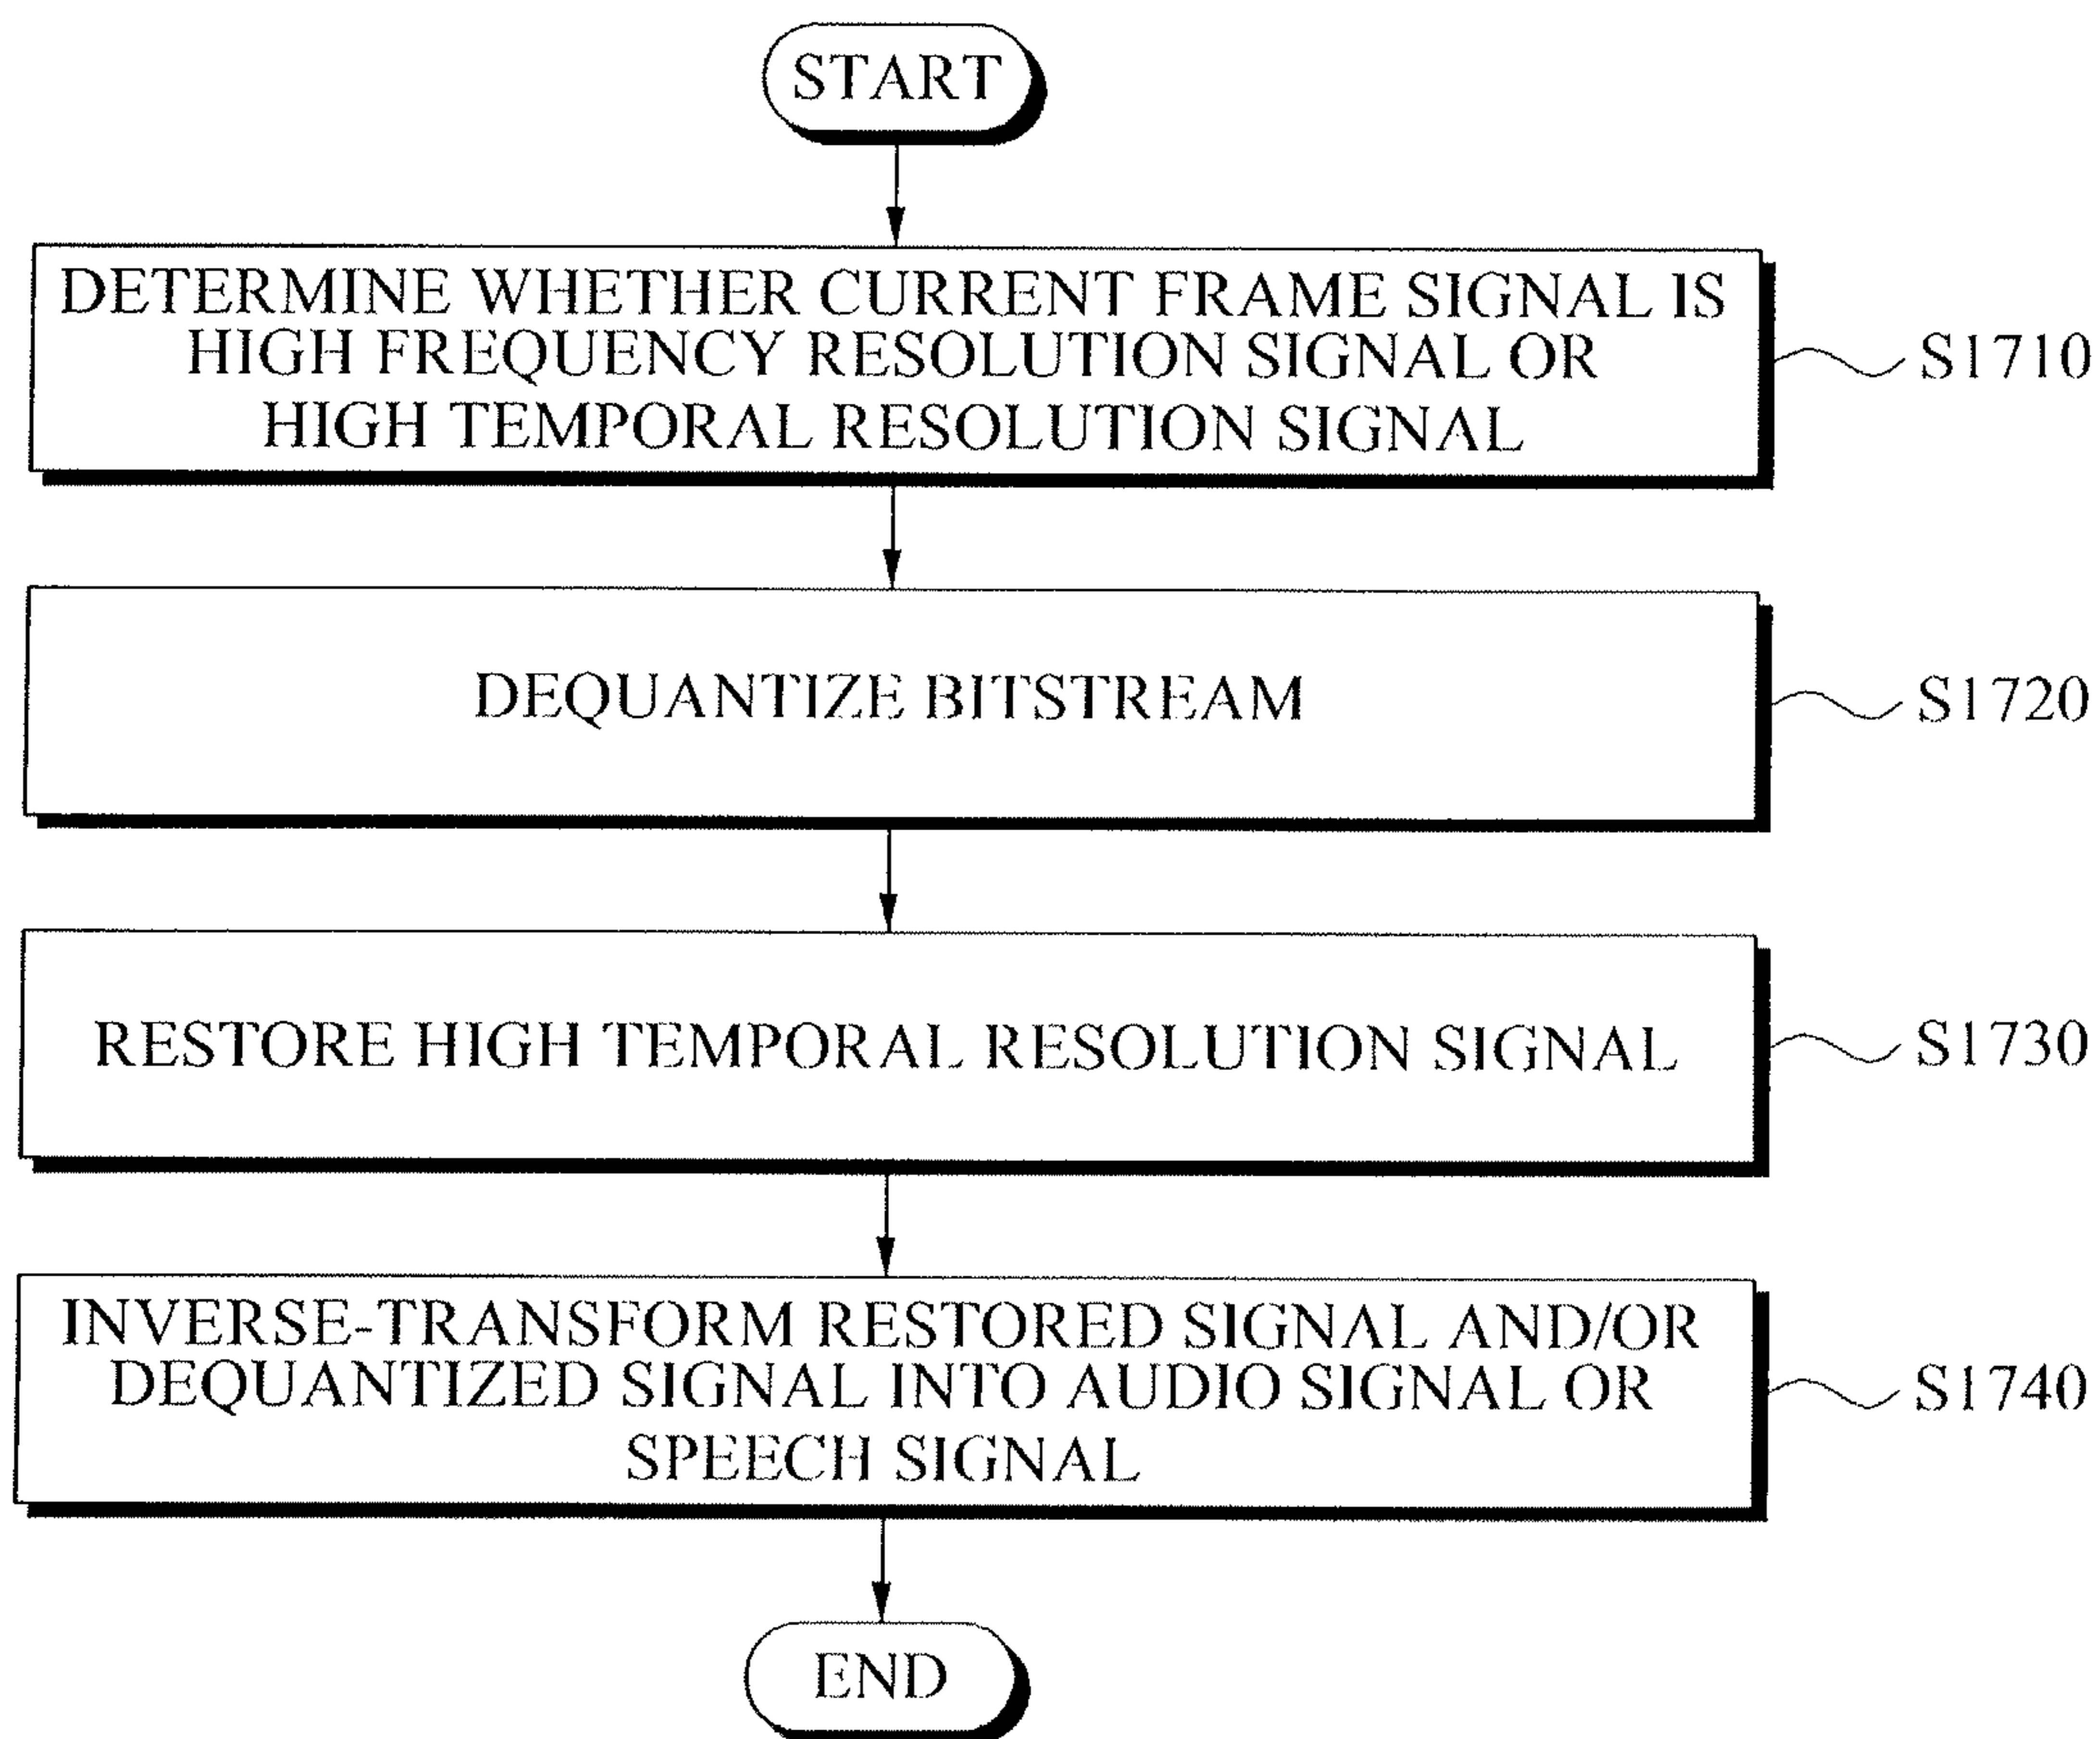 START
DETERMINE WHETHER CURRENT FRAME SIGNAL IS
HIGH FREQUENCY RESOLUTION SIGNAL OR
HIGH TEMPORAL RESOLUTION SIGNAL
S1710
DEQUANTIZE BITSTREAM
S1720
RESTORE HIGH TEMPORAL RESOLUTION SIGNAL
S1730
INVERSE-TRANSFORM RESTORED SIGNAL AND/OR
DEQUANTIZED SIGNAL INTO AUDIO SIGNAL OR
SPEECH SIGNAL
S1740
END